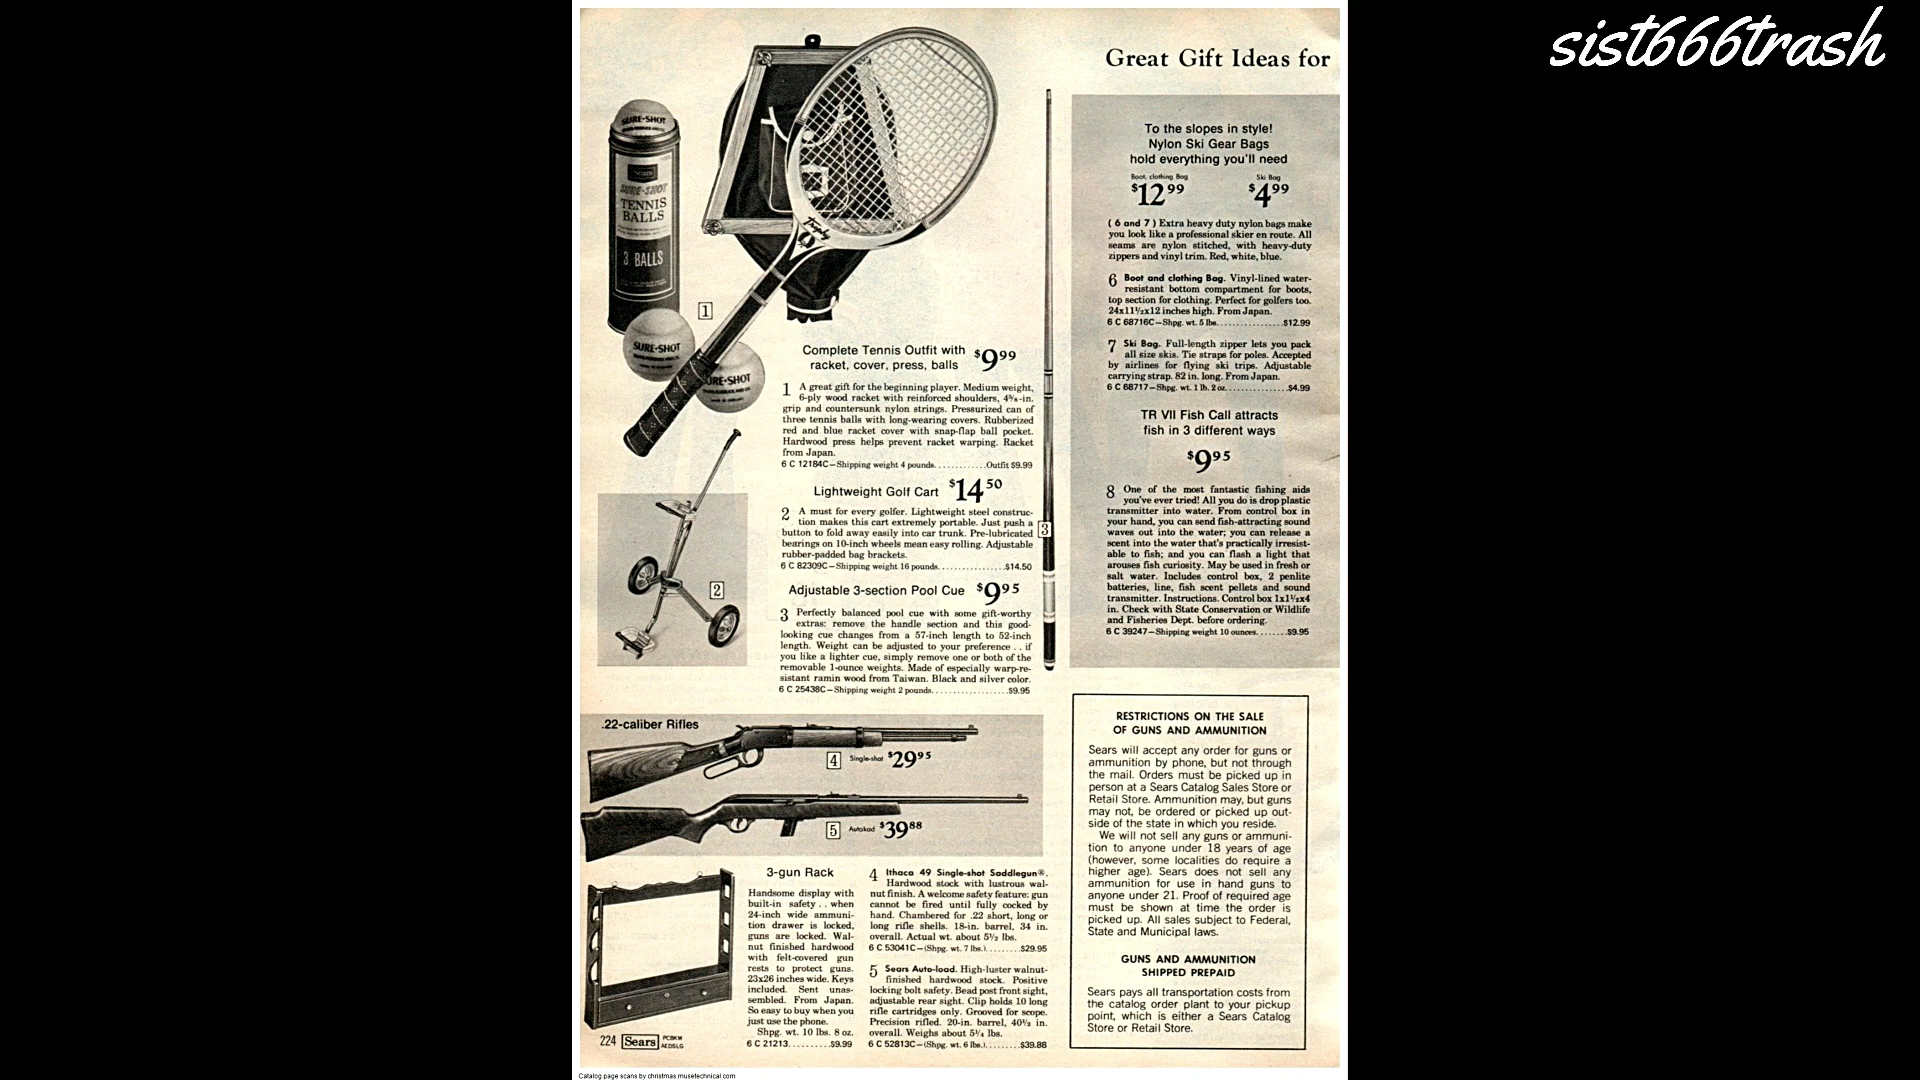 sist666trash
Great Gift Ideas for
SURE-SHOT
Sears
SURE-SHOT
TENNIS
BALLS
3 BALLS
Trophy
1
SURE-SHOT
URE-SHOT
Complete Tennis Outfit with
racket, cover, press, balls
$9.99
1 A great gift for the beginning player. Medium weight,
6-ply wood racket with reinforced shoulders, 4⅜-in.
grip and countersunk nylon strings. Pressurized can of
three tennis balls with long-wearing covers. Rubberized
red and blue racket cover with snap-flap ball pocket.
Hardwood press helps prevent racket warping. Racket
from Japan.
6 C 12184C—Shipping weight 4 pounds............Outfit $9.99
Lightweight Golf Cart $14.50
2 A must for every golfer. Lightweight steel construc-
tion makes this cart extremely portable. Just push a
button to fold away easily into car trunk. Pre-lubricated
bearings on 10-inch wheels mean easy rolling. Adjustable
rubber-padded bag brackets.
6 C 82309C—Shipping weight 16 pounds................$14.50
2
3
Adjustable 3-section Pool Cue $9.95
3 Perfectly balanced pool cue with some gift-worthy
extras: remove the handle section and this good-
looking cue changes from a 57-inch length to 52-inch
length. Weight can be adjusted to your preference . . if
you like a lighter cue, simply remove one or both of the
removable 1-ounce weights. Made of especially warp-re-
sistant ramin wood from Taiwan. Black and silver color.
6 C 25438C—Shipping weight 2 pounds..................$9.95
To the slopes in style!
Nylon Ski Gear Bags
hold everything you'll need
Boot, clothing Bag
$12.99
Ski Bag
$4.99
( 6 and 7 ) Extra heavy duty nylon bags make
you look like a professional skier en route. All
seams are nylon stitched, with heavy-duty
zippers and vinyl trim. Red, white, blue.
6 Boot and clothing Bag. Vinyl-lined water-
resistant bottom compartment for boots,
top section for clothing. Perfect for golfers too.
24x11½x12 inches high. From Japan.
6 C 68716C—Shpg. wt. 5 lbs................$12.99
7 Ski Bag. Full-length zipper lets you pack
all size skis. Tie straps for poles. Accepted
by airlines for flying ski trips. Adjustable
carrying strap. 82 in. long. From Japan.
6 C 68717—Shpg. wt. 1 lb. 2 oz...............$4.99
TR VII Fish Call attracts
fish in 3 different ways
$9.95
8 One of the most fantastic fishing aids
you've ever tried! All you do is drop plastic
transmitter into water. From control box in
your hand, you can send fish-attracting sound
waves out into the water; you can release a
scent into the water that's practically irresist-
able to fish; and you can flash a light that
arouses fish curiosity. May be used in fresh or
salt water. Includes control box, 2 penlite
batteries, line, fish scent pellets and sound
transmitter. Instructions. Control box 1x1½x4
in. Check with State Conservation or Wildlife
and Fisheries Dept. before ordering.
6 C 39247—Shipping weight 10 ounces........$9.95
.22-caliber Rifles
4 Single-shot $29.95
5 Autoload $39.88
3-gun Rack
Handsome display with
built-in safety . . when
24-inch wide ammuni-
tion drawer is locked,
guns are locked. Wal-
nut finished hardwood
with felt-covered gun
rests to protect guns.
23x26 inches wide. Keys
included. Sent unas-
sembled. From Japan.
So easy to buy when you
just use the phone.
Shpg. wt. 10 lbs. 8 oz.
6 C 21213..........$9.99
4 Ithaca 49 Single-shot Saddlegun®.
Hardwood stock with lustrous wal-
nut finish. A welcome safety feature: gun
cannot be fired until fully cocked by
hand. Chambered for .22 short, long or
long rifle shells. 18-in. barrel, 34 in.
overall. Actual wt. about 5½ lbs.
6 C 53041C—(Shpg. wt. 7 lbs.).........$29.95
5 Sears Auto-load. High-luster walnut-
finished hardwood stock. Positive
locking bolt safety. Bead post front sight,
adjustable rear sight. Clip holds 10 long
rifle cartridges only. Grooved for scope.
Precision rifled. 20-in. barrel, 40½ in.
overall. Weighs about 5¼ lbs.
6 C 52813C—(Shpg. wt. 6 lbs.).........$39.88
RESTRICTIONS ON THE SALE
OF GUNS AND AMMUNITION
Sears will accept any order for guns or
ammunition by phone, but not through
the mail. Orders must be picked up in
person at a Sears Catalog Sales Store or
Retail Store. Ammunition may, but guns
may not, be ordered or picked up out-
side of the state in which you reside.
We will not sell any guns or ammuni-
tion to anyone under 18 years of age
(however, some localities do require a
higher age). Sears does not sell any
ammunition for use in hand guns to
anyone under 21. Proof of required age
must be shown at time the order is
picked up. All sales subject to Federal,
State and Municipal laws.
GUNS AND AMMUNITION
SHIPPED PREPAID
Sears pays all transportation costs from
the catalog order plant to your pickup
point, which is either a Sears Catalog
Store or Retail Store.
224 Sears PCBKM
AEDSLG
Catalog page scans by christmas.musetechnical.com